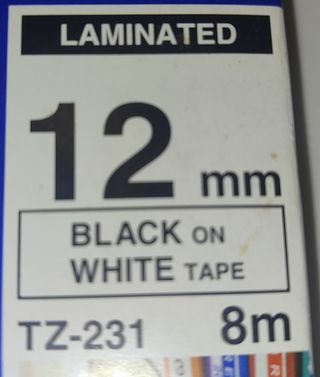 LAMINATED
12 mm
BLACK ON
WHITE TAPE
TZ-231 8m